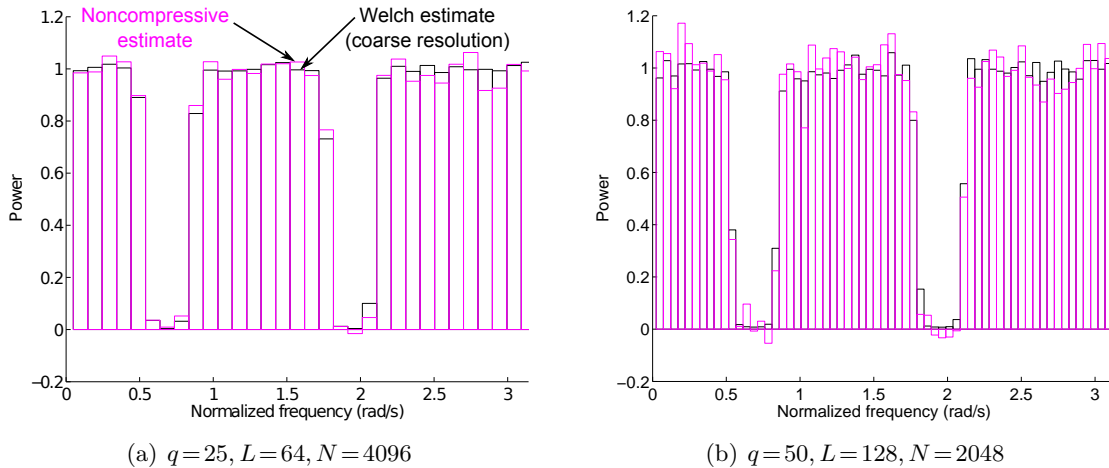 1.2
1
0.8
0.6
0.4
0.2
0
−0.2
Power
Noncompressive
estimate
Welch estimate
(coarse resolution)
0 0.5 1 1.5 2 2.5 3
Normalized frequency (rad/s)
(a) q=25, L=64, N=4096
1.2
1
0.8
0.6
0.4
0.2
0
−0.2
Power
0 0.5 1 1.5 2 2.5 3
Normalized frequency (rad/s)
(b) q=50, L=128, N=2048